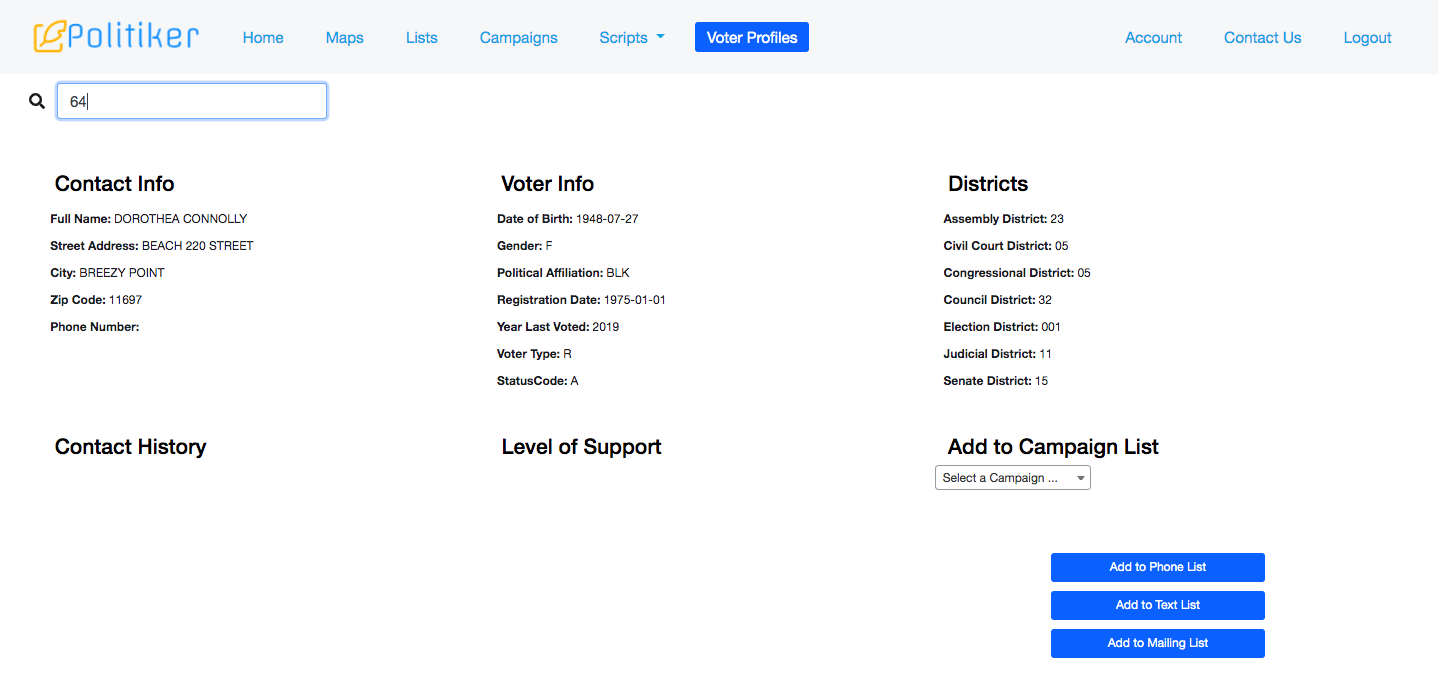 Politiker Home Maps Lists Campaigns Scripts Voter Profiles Account Contact Us Logout
64
Contact Info
Full Name: DOROTHEA CONNOLLY
Street Address: BEACH 220 STREET
City: BREEZY POINT
Zip Code: 11697
Phone Number:
Voter Info
Date of Birth: 1948-07-27
Gender: F
Political Affiliation: BLK
Registration Date: 1975-01-01
Year Last Voted: 2019
Voter Type: R
StatusCode: A
Districts
Assembly District: 23
Civil Court District: 05
Congressional District: 05
Council District: 32
Election District: 001
Judicial District: 11
Senate District: 15
Contact History
Level of Support
Add to Campaign List
Select a Campaign ...
Add to Phone List
Add to Text List
Add to Mailing List